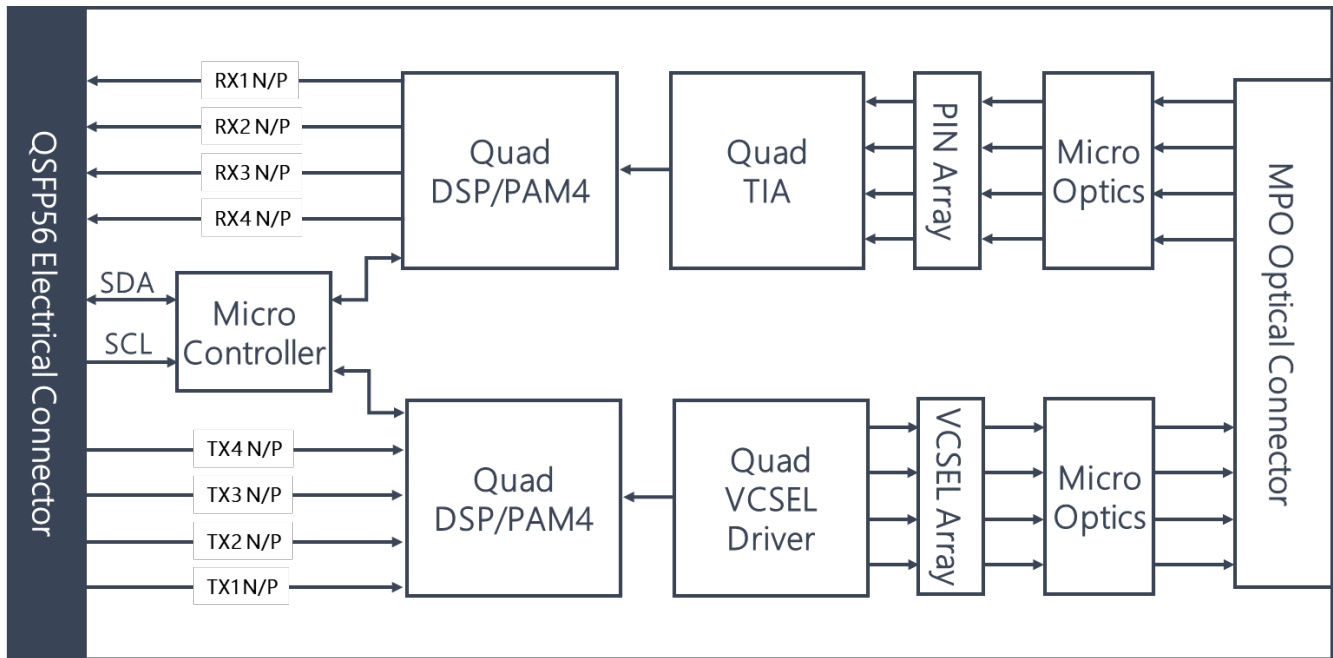 QSFP56 Electrical Connector
RX1 N/P
RX2 N/P
RX3 N/P
RX4 N/P
Quad
DSP/PAM4
Quad
TIA
PIN Array
Micro
Optics
MPO Optical Connector
SDA
SCL
Micro
Controller
TX4 N/P
TX3 N/P
TX2 N/P
TX1 N/P
Quad
DSP/PAM4
Quad
VCSEL
Driver
VCSEL Array
Micro
Optics